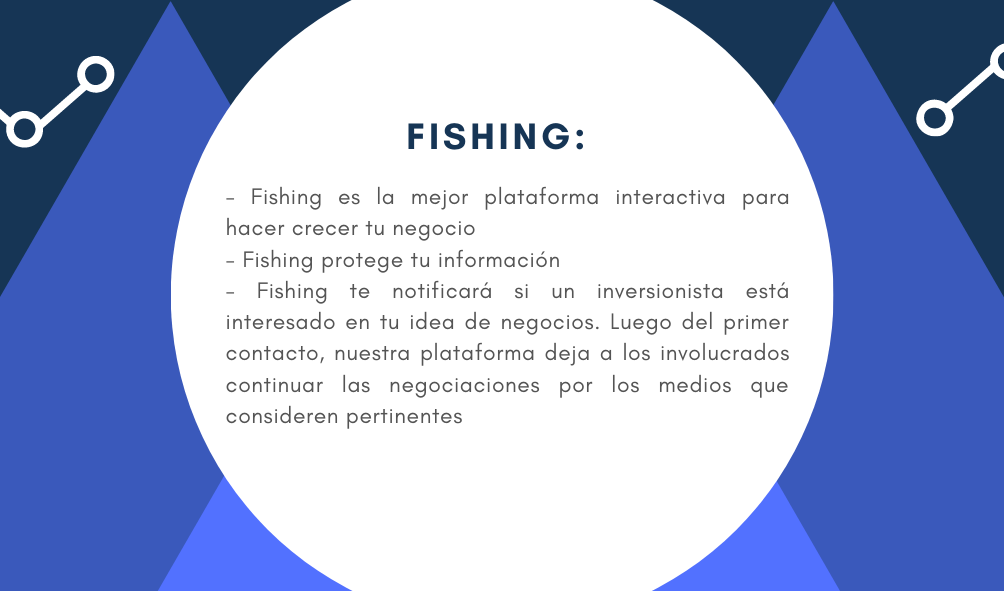 FISHING:
- Fishing es la mejor plataforma interactiva para
hacer crecer tu negocio
- Fishing protege tu información
- Fishing te notificará si un inversionista está
interesado en tu idea de negocios. Luego del primer
contacto, nuestra plataforma deja a los involucrados
continuar las negociaciones por los medios que
consideren pertinentes